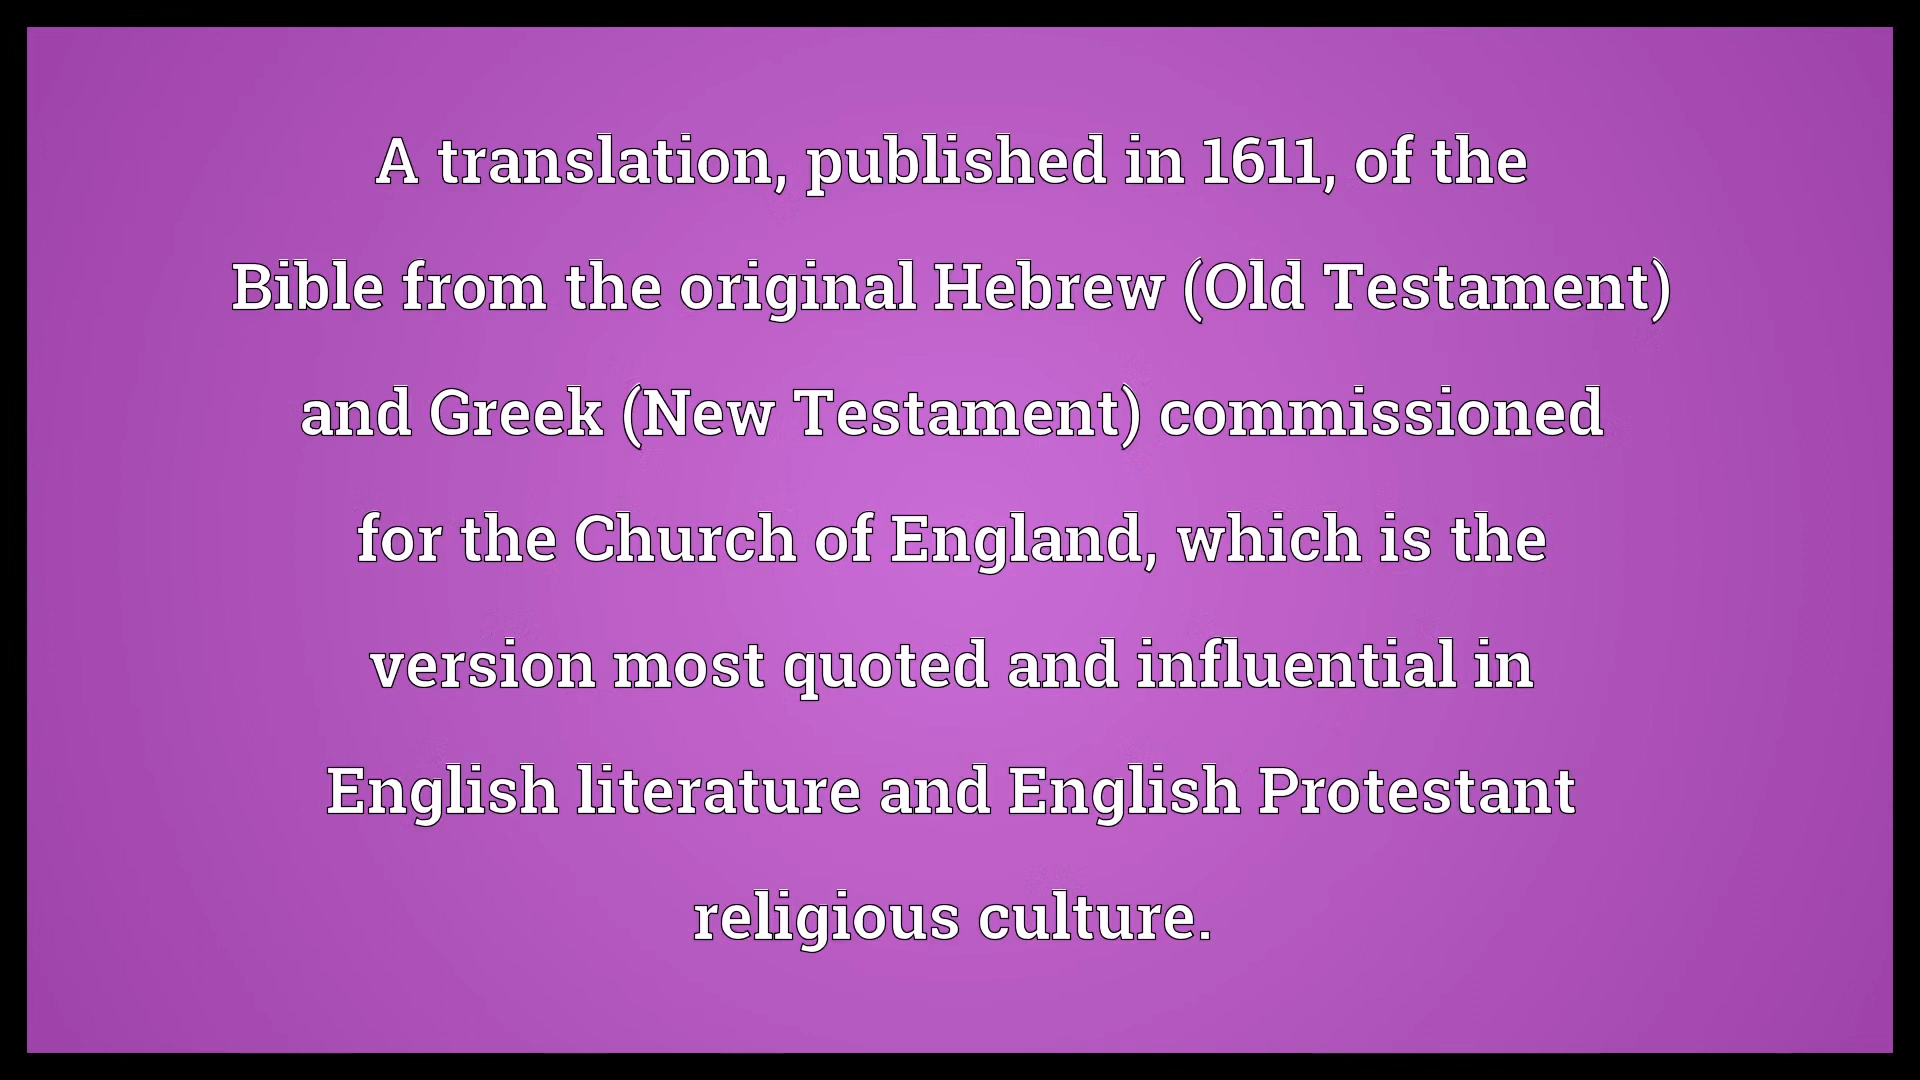 A translation, published in 1611, of the
Bible from the original Hebrew (Old Testament)
and Greek (New Testament) commissioned
for the Church of England, which is the
version most quoted and influential in
English literature and English Protestant
religious culture.